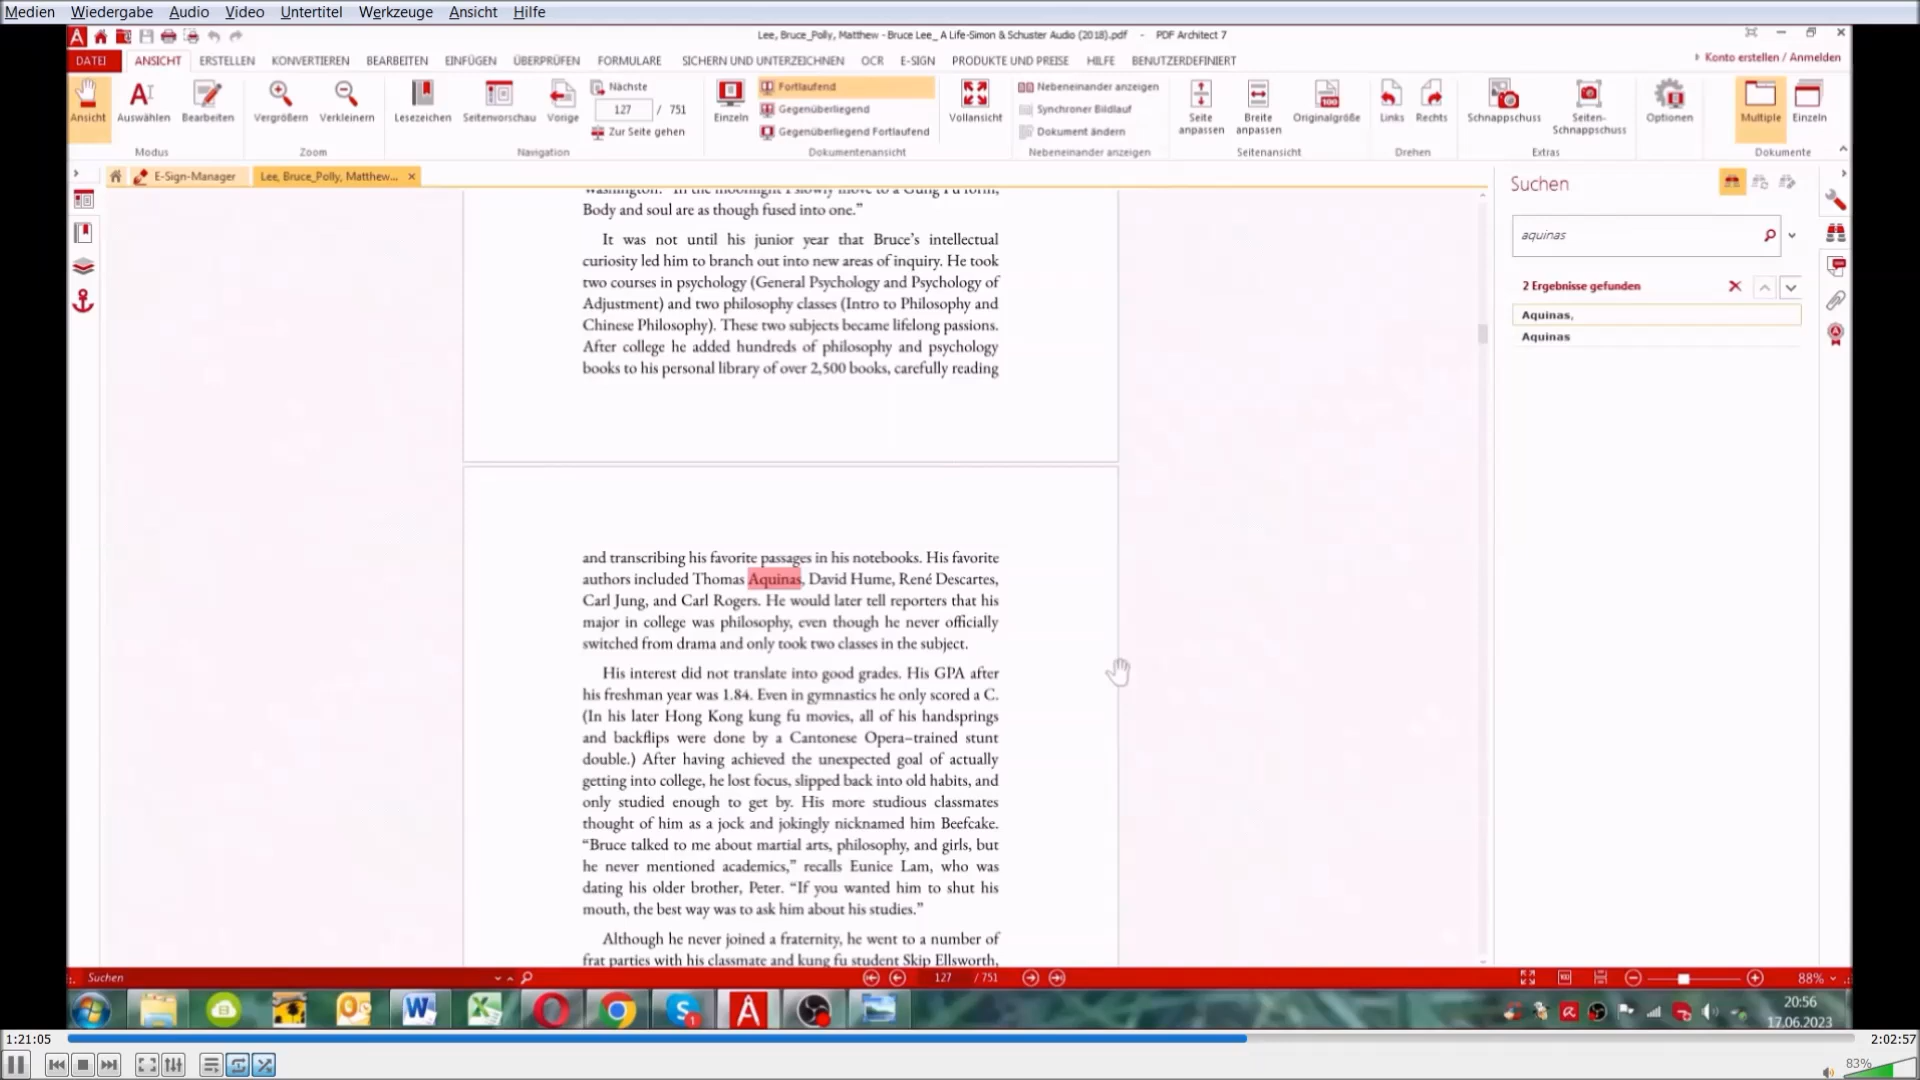 Medien Wiedergabe Audio Video Untertitel Werkzeuge Ansicht Hilfe
Lee, Bruce_Polly, Matthew - Bruce Lee_ A Life-Simon & Schuster Audio (2018).pdf - PDF Architect 7
DATEI ANSICHT ERSTELLEN KONVERTIEREN BEARBEITEN EINFÜGEN ÜBERPRÜFEN FORMULARE SICHERN UND UNTERZEICHNEN OCR E-SIGN PRODUKTE UND PREISE HILFE BENUTZERDEFINIERT Konto erstellen / Anmelden
Ansicht Auswählen Bearbeiten Vergrößern Verkleinern Lesezeichen Seitenvorschau Vorige
Nächste
127 / 751
Zur Seite gehen
Einzeln
Fortlaufend
Gegenüberliegend
Gegenüberliegend Fortlaufend
Vollansicht
Nebeneinander anzeigen
Synchroner Bildlauf
Dokument ändern
Seite anpassen Breite anpassen Originalgröße Links Rechts Schnappschuss Seiten-Schnappschuss Optionen Multiple Einzeln
Modus Zoom Navigation Dokumentenansicht Nebeneinander anzeigen Seitenansicht Drehen Extras Dokumente
E-Sign-Manager Lee, Bruce_Polly, Matthew...
washington. “In the moonlight I slowly move to a Gung Fu form,
Body and soul are as though fused into one.”
It was not until his junior year that Bruce’s intellectual
curiosity led him to branch out into new areas of inquiry. He took
two courses in psychology (General Psychology and Psychology of
Adjustment) and two philosophy classes (Intro to Philosophy and
Chinese Philosophy). These two subjects became lifelong passions.
After college he added hundreds of philosophy and psychology
books to his personal library of over 2,500 books, carefully reading
and transcribing his favorite passages in his notebooks. His favorite
authors included Thomas Aquinas, David Hume, René Descartes,
Carl Jung, and Carl Rogers. He would later tell reporters that his
major in college was philosophy, even though he never officially
switched from drama and only took two classes in the subject.
His interest did not translate into good grades. His GPA after
his freshman year was 1.84. Even in gymnastics he only scored a C.
(In his later Hong Kong kung fu movies, all of his handsprings
and backflips were done by a Cantonese Opera–trained stunt
double.) After having achieved the unexpected goal of actually
getting into college, he lost focus, slipped back into old habits, and
only studied enough to get by. His more studious classmates
thought of him as a jock and jokingly nicknamed him Beefcake.
“Bruce talked to me about martial arts, philosophy, and girls, but
he never mentioned academics,” recalls Eunice Lam, who was
dating his older brother, Peter. “If you wanted him to shut his
mouth, the best way was to ask him about his studies.”
Although he never joined a fraternity, he went to a number of
frat parties with his classmate and kung fu student Skip Ellsworth,
Suchen
aquinas
2 Ergebnisse gefunden
Aquinas,
Aquinas
Suchen 127 / 751 88%
20:56
17.06.2023
1:21:05 2:02:57
83%